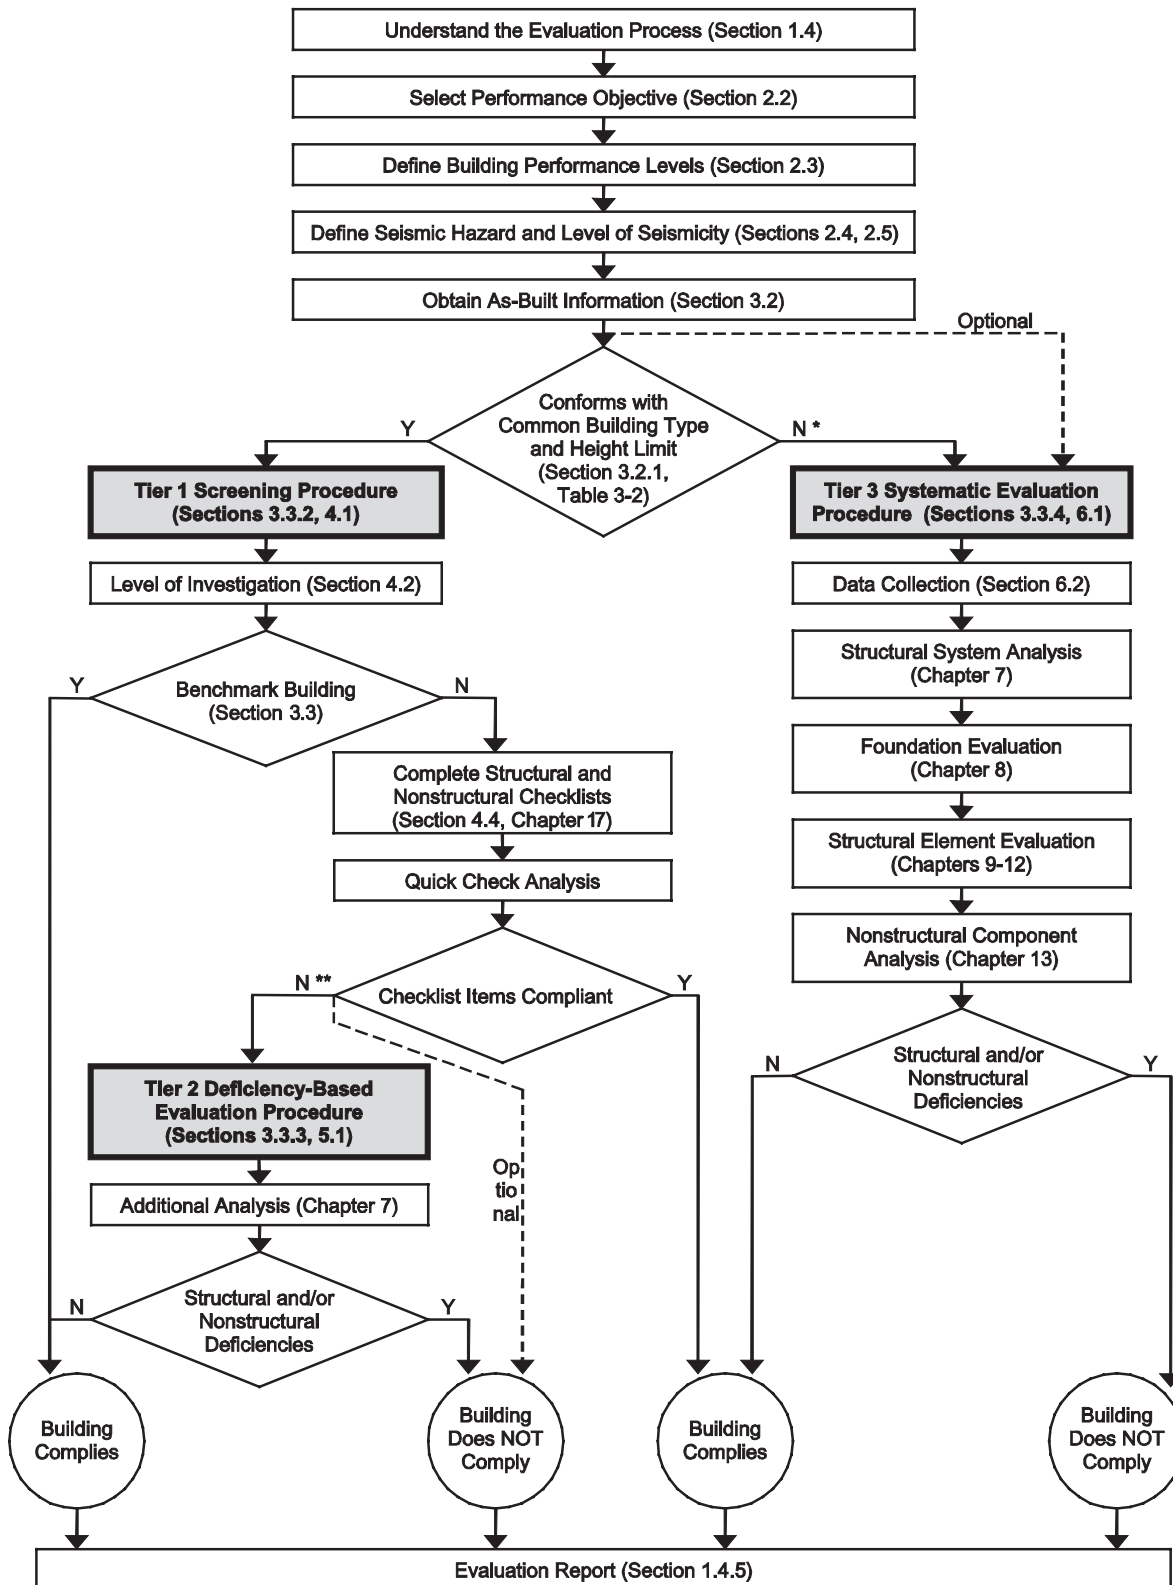 Understand the Evaluation Process (Section 1.4)
Select Performance Objective (Section 2.2)
Define Building Performance Levels (Section 2.3)
Define Seismic Hazard and Level of Seismicity (Sections 2.4, 2.5)
Obtain As-Built Information (Section 3.2)
Optional
Conforms with
Common Building Type
and Height Limit
(Section 3.2.1,
Table 3-2)
Y
N *
Tier 1 Screening Procedure
(Sections 3.3.2, 4.1)
Level of Investigation (Section 4.2)
Y
Benchmark Building
(Section 3.3)
N
Complete Structural and
Nonstructural Checklists
(Section 4.4, Chapter 17)
Quick Check Analysis
N **
Checklist Items Compliant
Y
Tier 2 Deficiency-Based
Evaluation Procedure
(Sections 3.3.3, 5.1)
Op
tio
nal
Additional Analysis (Chapter 7)
N
Structural and/or
Nonstructural
Deficiencies
Y
Tier 3 Systematic Evaluation
Procedure (Sections 3.3.4, 6.1)
Data Collection (Section 6.2)
Structural System Analysis
(Chapter 7)
Foundation Evaluation
(Chapter 8)
Structural Element Evaluation
(Chapters 9-12)
Nonstructural Component
Analysis (Chapter 13)
N
Structural and/or
Nonstructural
Deficiencies
Y
Building
Complies
Building
Does NOT
Comply
Building
Complies
Building
Does NOT
Comply
Evaluation Report (Section 1.4.5)